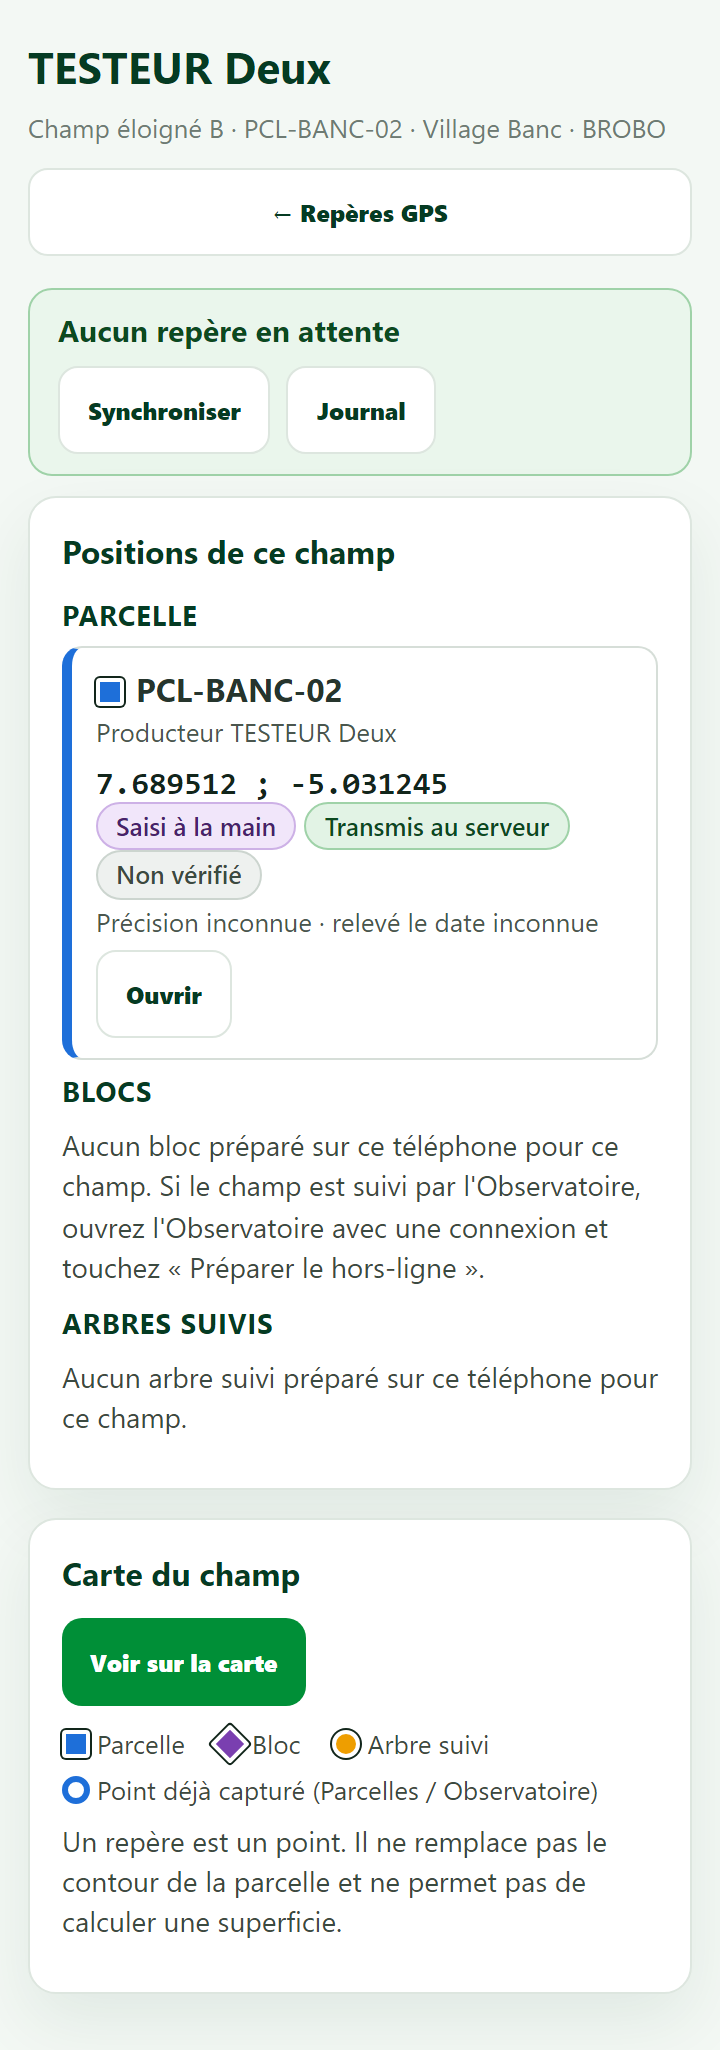 TESTEUR Deux
Champ éloigné B · PCL-BANC-02 · Village Banc · BROBO
← Repères GPS
Aucun repère en attente
Synchroniser
Journal
Positions de ce champ
PARCELLE
PCL-BANC-02
Producteur TESTEUR Deux
7.689512 ; -5.031245
Saisi à la main
Transmis au serveur
Non vérifié
Précision inconnue · relevé le date inconnue
Ouvrir
BLOCS
Aucun bloc préparé sur ce téléphone pour ce
champ. Si le champ est suivi par l'Observatoire,
ouvrez l'Observatoire avec une connexion et
touchez « Préparer le hors-ligne ».
ARBRES SUIVIS
Aucun arbre suivi préparé sur ce téléphone pour
ce champ.
Carte du champ
Voir sur la carte
Parcelle Bloc Arbre suivi
Point déjà capturé (Parcelles / Observatoire)
Un repère est un point. Il ne remplace pas le
contour de la parcelle et ne permet pas de
calculer une superficie.